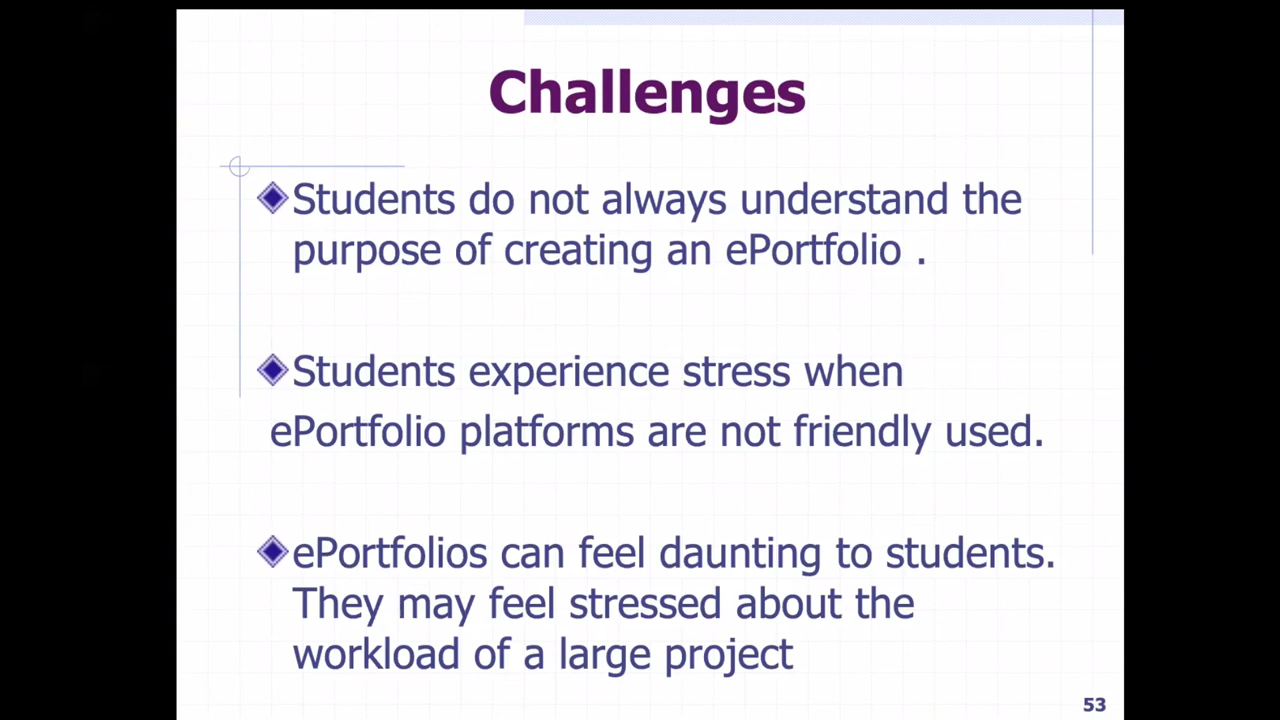 Challenges
Students do not always understand the
purpose of creating an ePortfolio .
Students experience stress when
ePortfolio platforms are not friendly used.
ePortfolios can feel daunting to students.
They may feel stressed about the
workload of a large project
53